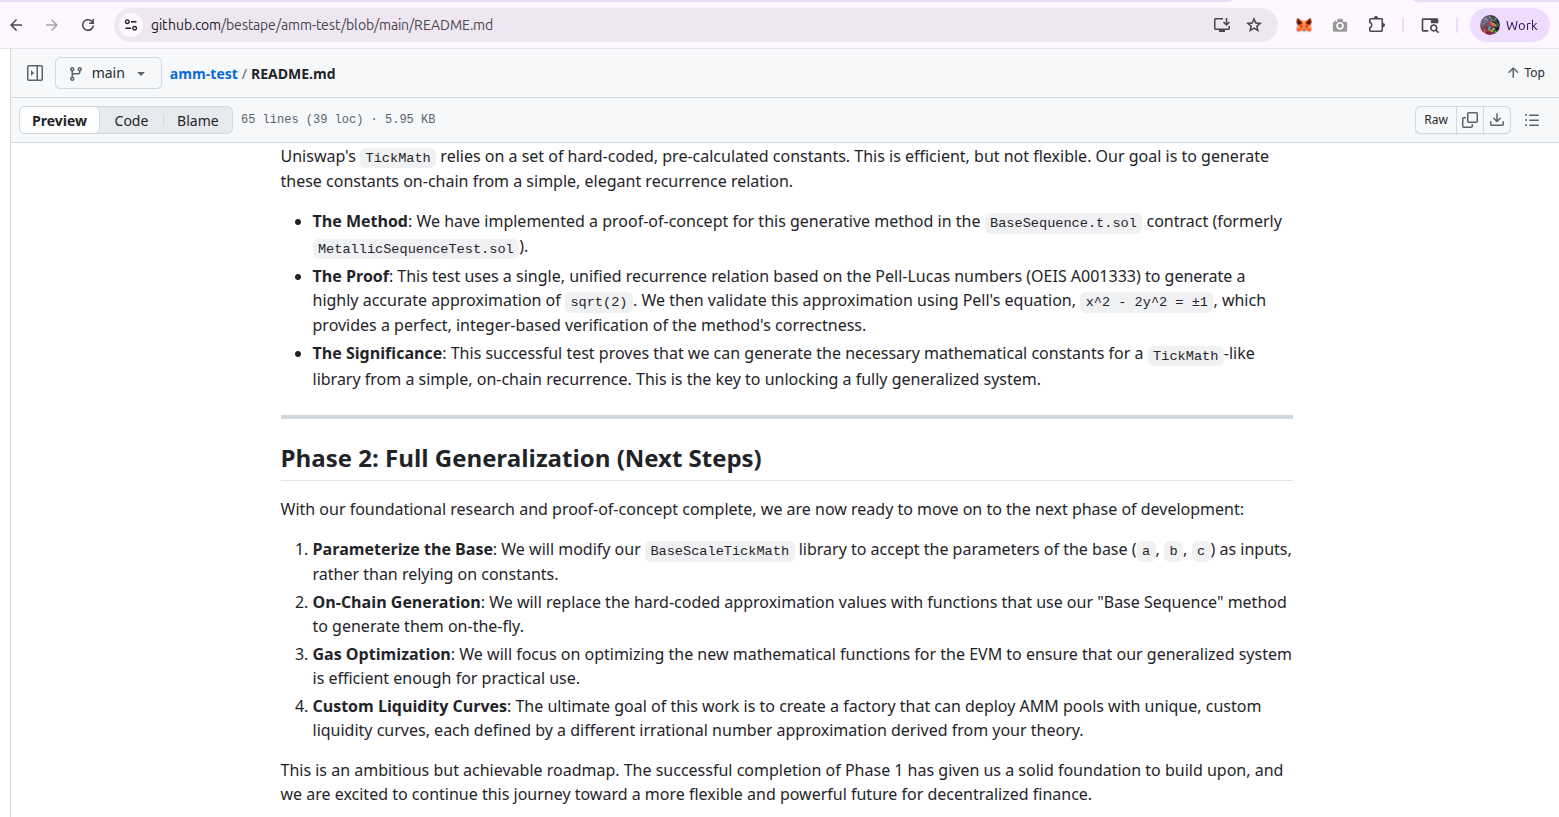 github.com/bestape/amm-test/blob/main/README.md
Work
main
amm-test / README.md
Top
Preview
Code
Blame
65 lines (39 loc) · 5.95 KB
Raw
Uniswap's TickMath relies on a set of hard-coded, pre-calculated constants. This is efficient, but not flexible. Our goal is to generate
these constants on-chain from a simple, elegant recurrence relation.
• The Method: We have implemented a proof-of-concept for this generative method in the BaseSequence.t.sol contract (formerly
MetallicSequenceTest.sol ).
• The Proof: This test uses a single, unified recurrence relation based on the Pell-Lucas numbers (OEIS A001333) to generate a
highly accurate approximation of sqrt(2) . We then validate this approximation using Pell's equation, x^2 - 2y^2 = ±1 , which
provides a perfect, integer-based verification of the method's correctness.
• The Significance: This successful test proves that we can generate the necessary mathematical constants for a TickMath -like
library from a simple, on-chain recurrence. This is the key to unlocking a fully generalized system.
Phase 2: Full Generalization (Next Steps)
With our foundational research and proof-of-concept complete, we are now ready to move on to the next phase of development:
1. Parameterize the Base: We will modify our BaseScaleTickMath library to accept the parameters of the base ( a , b , c ) as inputs,
rather than relying on constants.
2. On-Chain Generation: We will replace the hard-coded approximation values with functions that use our "Base Sequence" method
to generate them on-the-fly.
3. Gas Optimization: We will focus on optimizing the new mathematical functions for the EVM to ensure that our generalized system
is efficient enough for practical use.
4. Custom Liquidity Curves: The ultimate goal of this work is to create a factory that can deploy AMM pools with unique, custom
liquidity curves, each defined by a different irrational number approximation derived from your theory.
This is an ambitious but achievable roadmap. The successful completion of Phase 1 has given us a solid foundation to build upon, and
we are excited to continue this journey toward a more flexible and powerful future for decentralized finance.